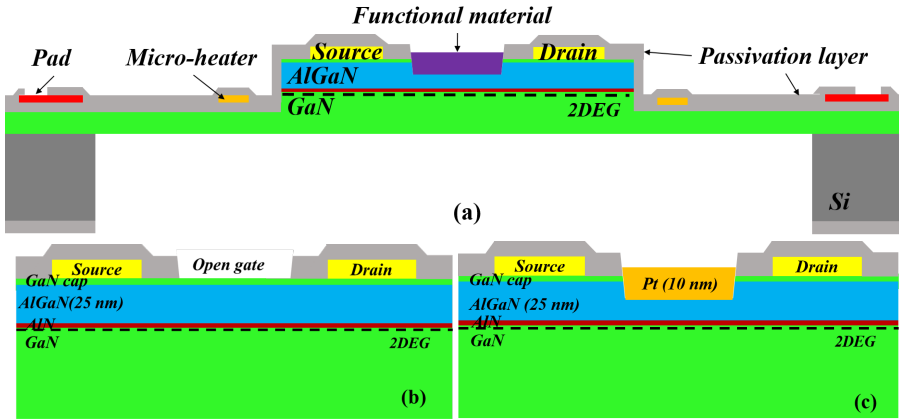 Functional material
Pad
Micro-heater
Source
Drain
Passivation layer
AlGaN
GaN
2DEG
Si
(a)
Source
Open gate
Drain
GaN cap
AlGaN(25 nm)
AlN
GaN
2DEG
(b)
Source
Pt (10 nm)
Drain
GaN cap
AlGaN (25 nm)
AlN
GaN
2DEG
(c)